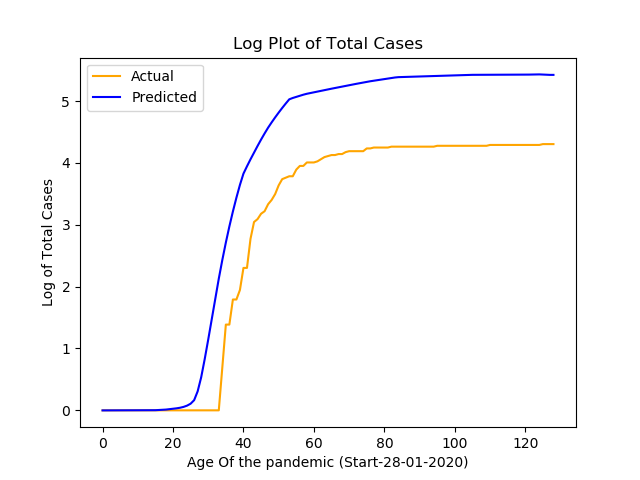 Log Plot of Total Cases
Actual
Predicted
Log of Total Cases
5
4
3
2
1
0
0 20 40 60 80 100 120
Age Of the pandemic (Start-28-01-2020)